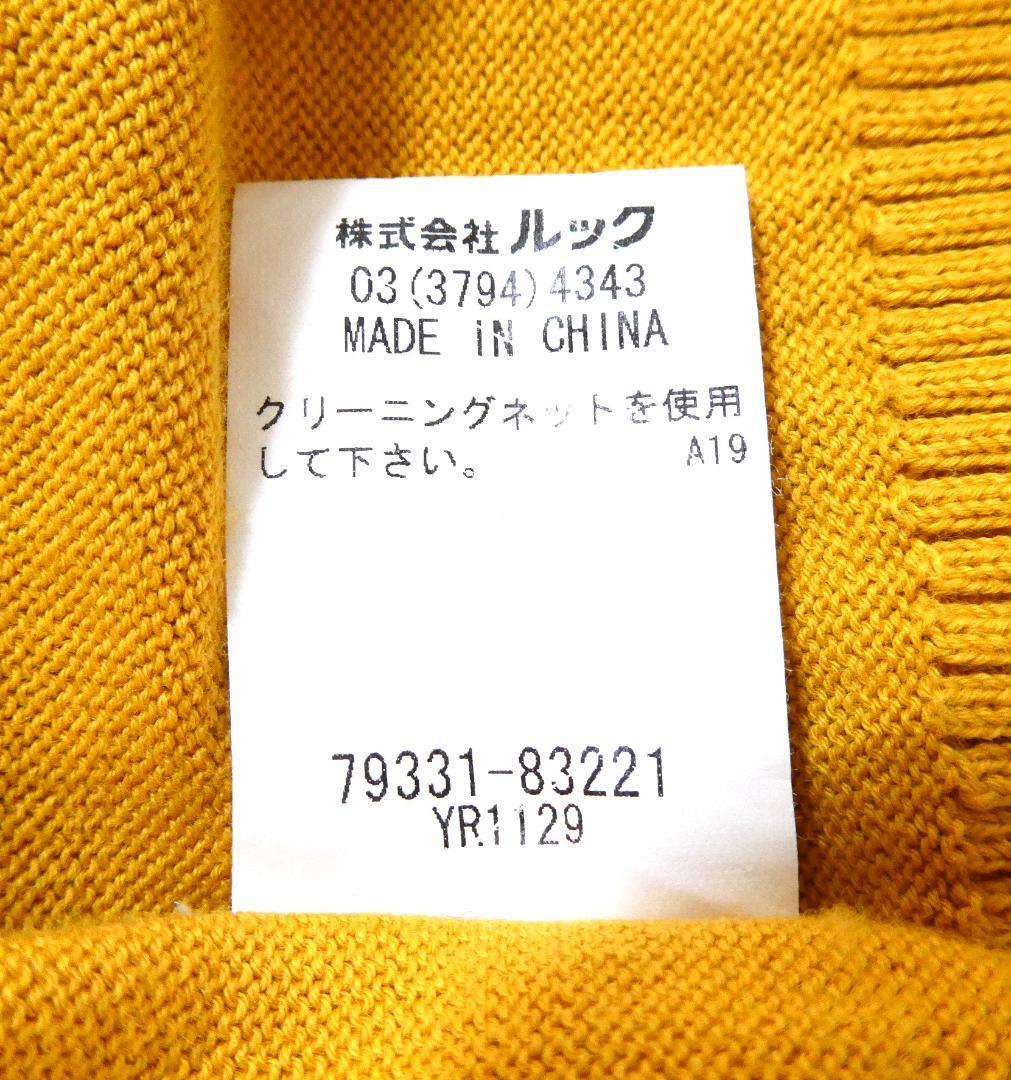 株式会社 ルック
03(3794)4343
MADE iN CHINA
クリーニングネットを使用
して下さい。 A19
79331-83221
YR1129